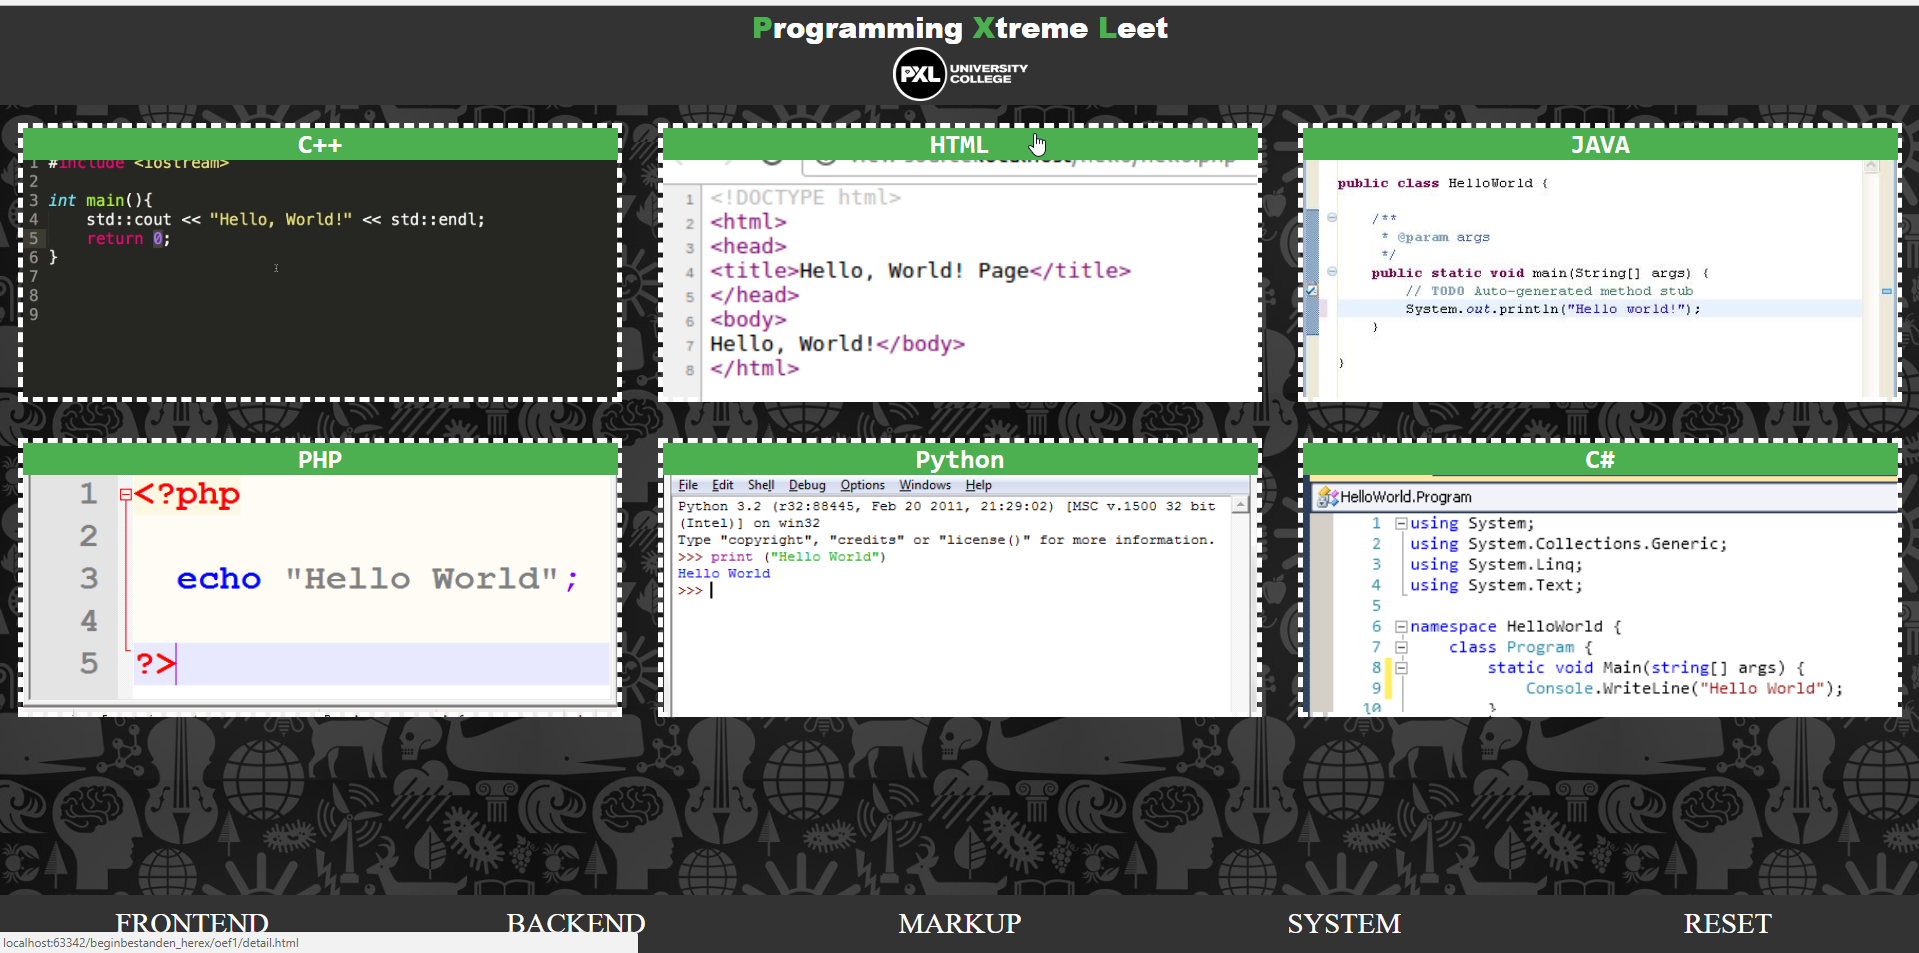 Programming Xtreme Leet
PXL UNIVERSITY
COLLEGE
C++
1 #include <iostream>
2
3 int main(){
4 std::cout << "Hello, World!" << std::endl;
5 return 0;
6 }
7
8
9
HTML
1 <!DOCTYPE html>
2 <html>
3 <head>
4 <title>Hello, World! Page</title>
5 </head>
6 <body>
7 Hello, World!</body>
8 </html>
JAVA
public class HelloWorld {
/**
* @param args
*/
public static void main(String[] args) {
// TODO Auto-generated method stub
System.out.println("Hello world!");
}
}
PHP
1 <?php
2
3 echo "Hello World";
4
5 ?>
Python
File Edit Shell Debug Options Windows Help
Python 3.2 (r32:88445, Feb 20 2011, 21:29:02) [MSC v.1500 32 bit
(Intel)] on win32
Type "copyright", "credits" or "license()" for more information.
>>> print ("Hello World")
Hello World
>>>
C#
HelloWorld.Program
1 using System;
2 using System.Collections.Generic;
3 using System.Linq;
4 using System.Text;
5
6 namespace HelloWorld {
7 class Program {
8 static void Main(string[] args) {
9 Console.WriteLine("Hello World");
10 }
FRONTEND BACKEND MARKUP SYSTEM RESET
localhost:63342/beginbestanden_herex/oef1/detail.html